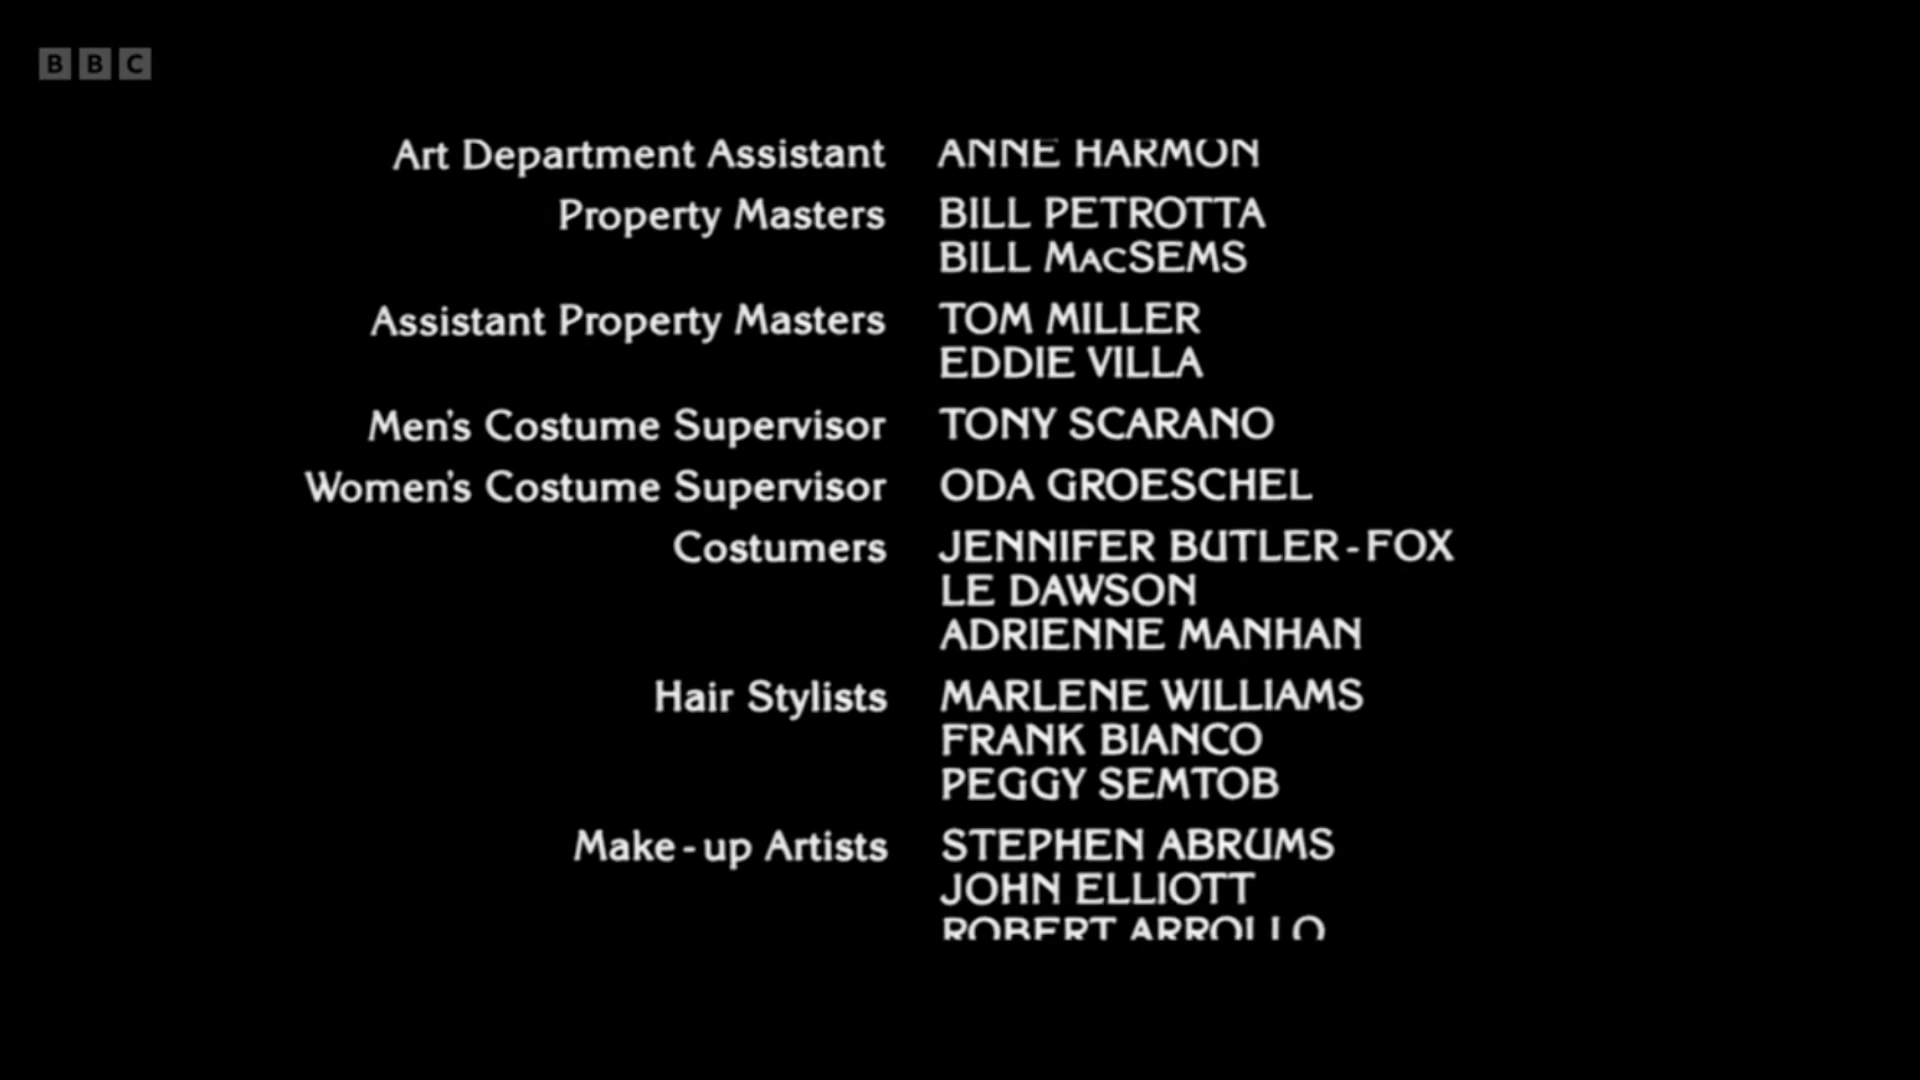 BBC
Art Department Assistant ANNE HARMON
Property Masters BILL PETROTTA
BILL MacSEMS
Assistant Property Masters TOM MILLER
EDDIE VILLA
Men's Costume Supervisor TONY SCARANO
Women's Costume Supervisor ODA GROESCHEL
Costumers JENNIFER BUTLER-FOX
LE DAWSON
ADRIENNE MANHAN
Hair Stylists MARLENE WILLIAMS
FRANK BIANCO
PEGGY SEMTOB
Make-up Artists STEPHEN ABRUMS
JOHN ELLIOTT
ROBERT ARROLLO